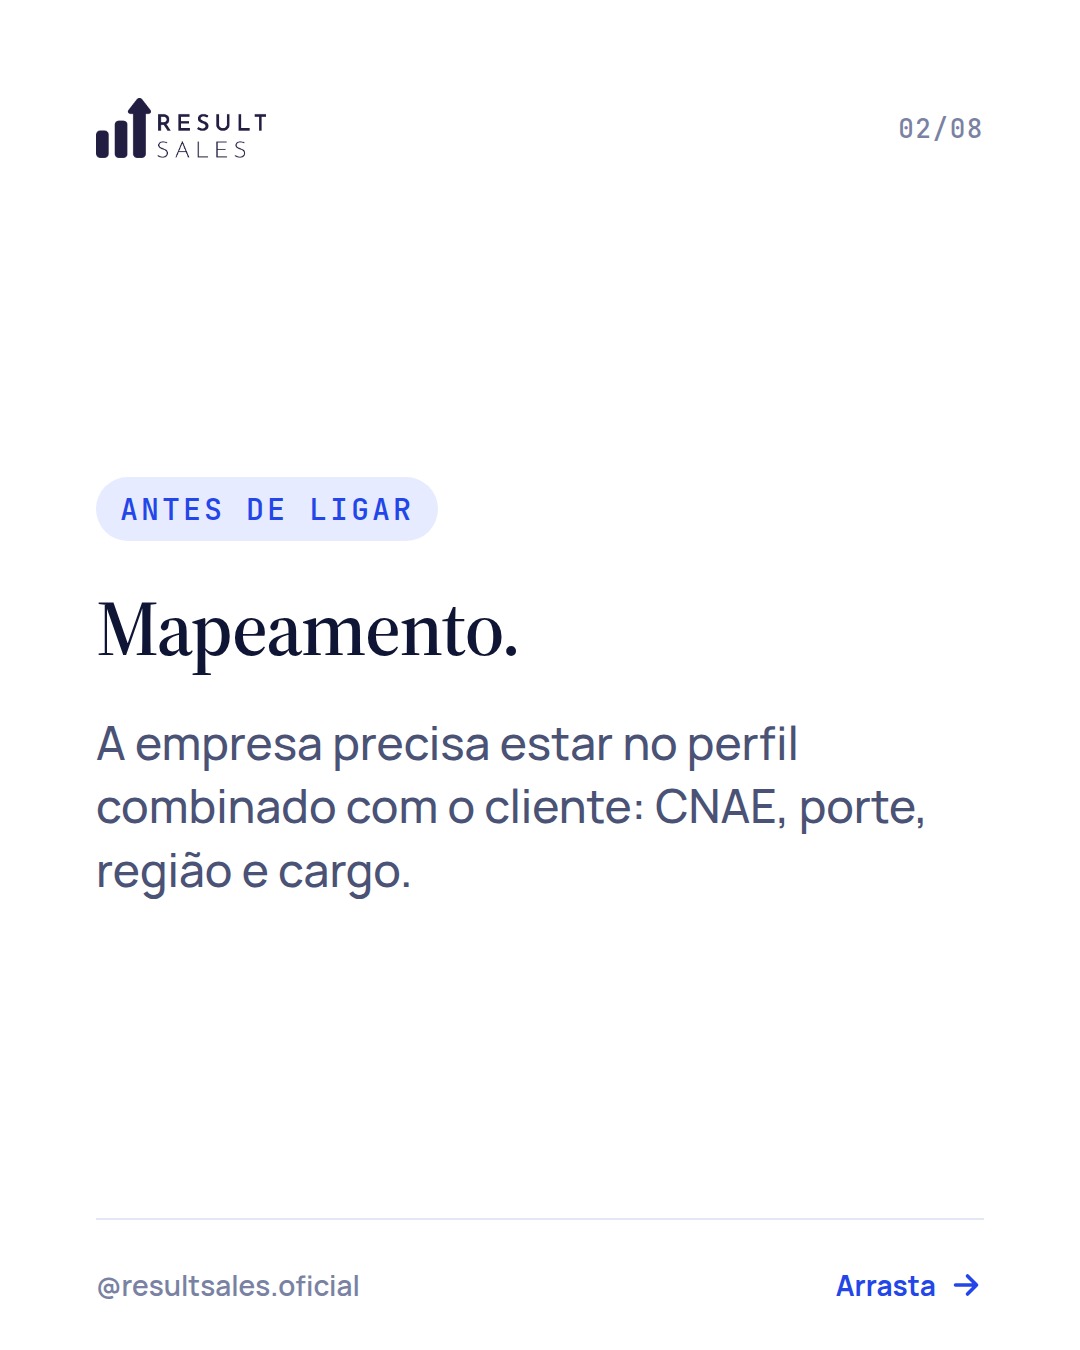 RESULT
SALES
02/08
ANTES DE LIGAR
Mapeamento.
A empresa precisa estar no perfil
combinado com o cliente: CNAE, porte,
região e cargo.
@resultsales.oficial
Arrasta →